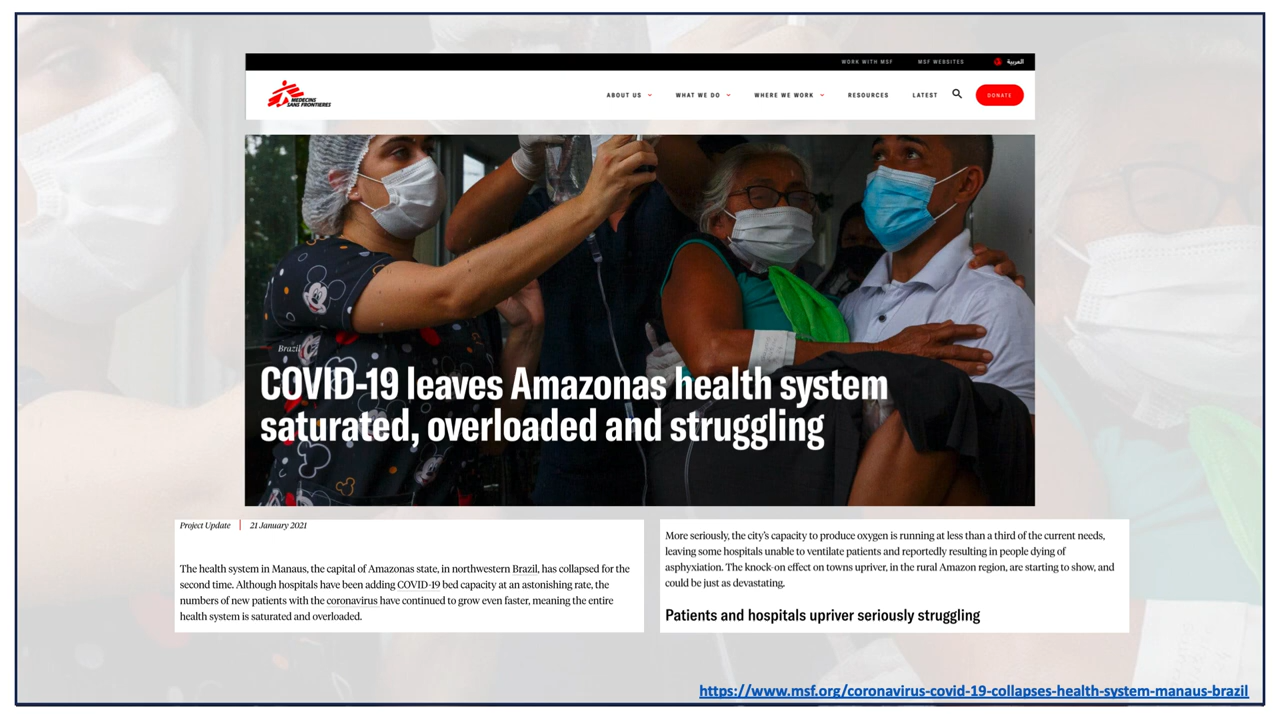 WORK WITH MSF MSF WEBSITES العربية
MEDECINS
SANS FRONTIERES
ABOUT US WHAT WE DO WHERE WE WORK RESOURCES LATEST DONATE
Brazil
COVID-19 leaves Amazonas health system
saturated, overloaded and struggling
Project Update | 21 January 2021
The health system in Manaus, the capital of Amazonas state, in northwestern Brazil, has collapsed for the
second time. Although hospitals have been adding COVID-19 bed capacity at an astonishing rate, the
numbers of new patients with the coronavirus have continued to grow even faster, meaning the entire
health system is saturated and overloaded.
More seriously, the city's capacity to produce oxygen is running at less than a third of the current needs,
leaving some hospitals unable to ventilate patients and reportedly resulting in people dying of
asphyxiation. The knock-on effect on towns upriver, in the rural Amazon region, are starting to show, and
could be just as devastating.
Patients and hospitals upriver seriously struggling
https://www.msf.org/coronavirus-covid-19-collapses-health-system-manaus-brazil